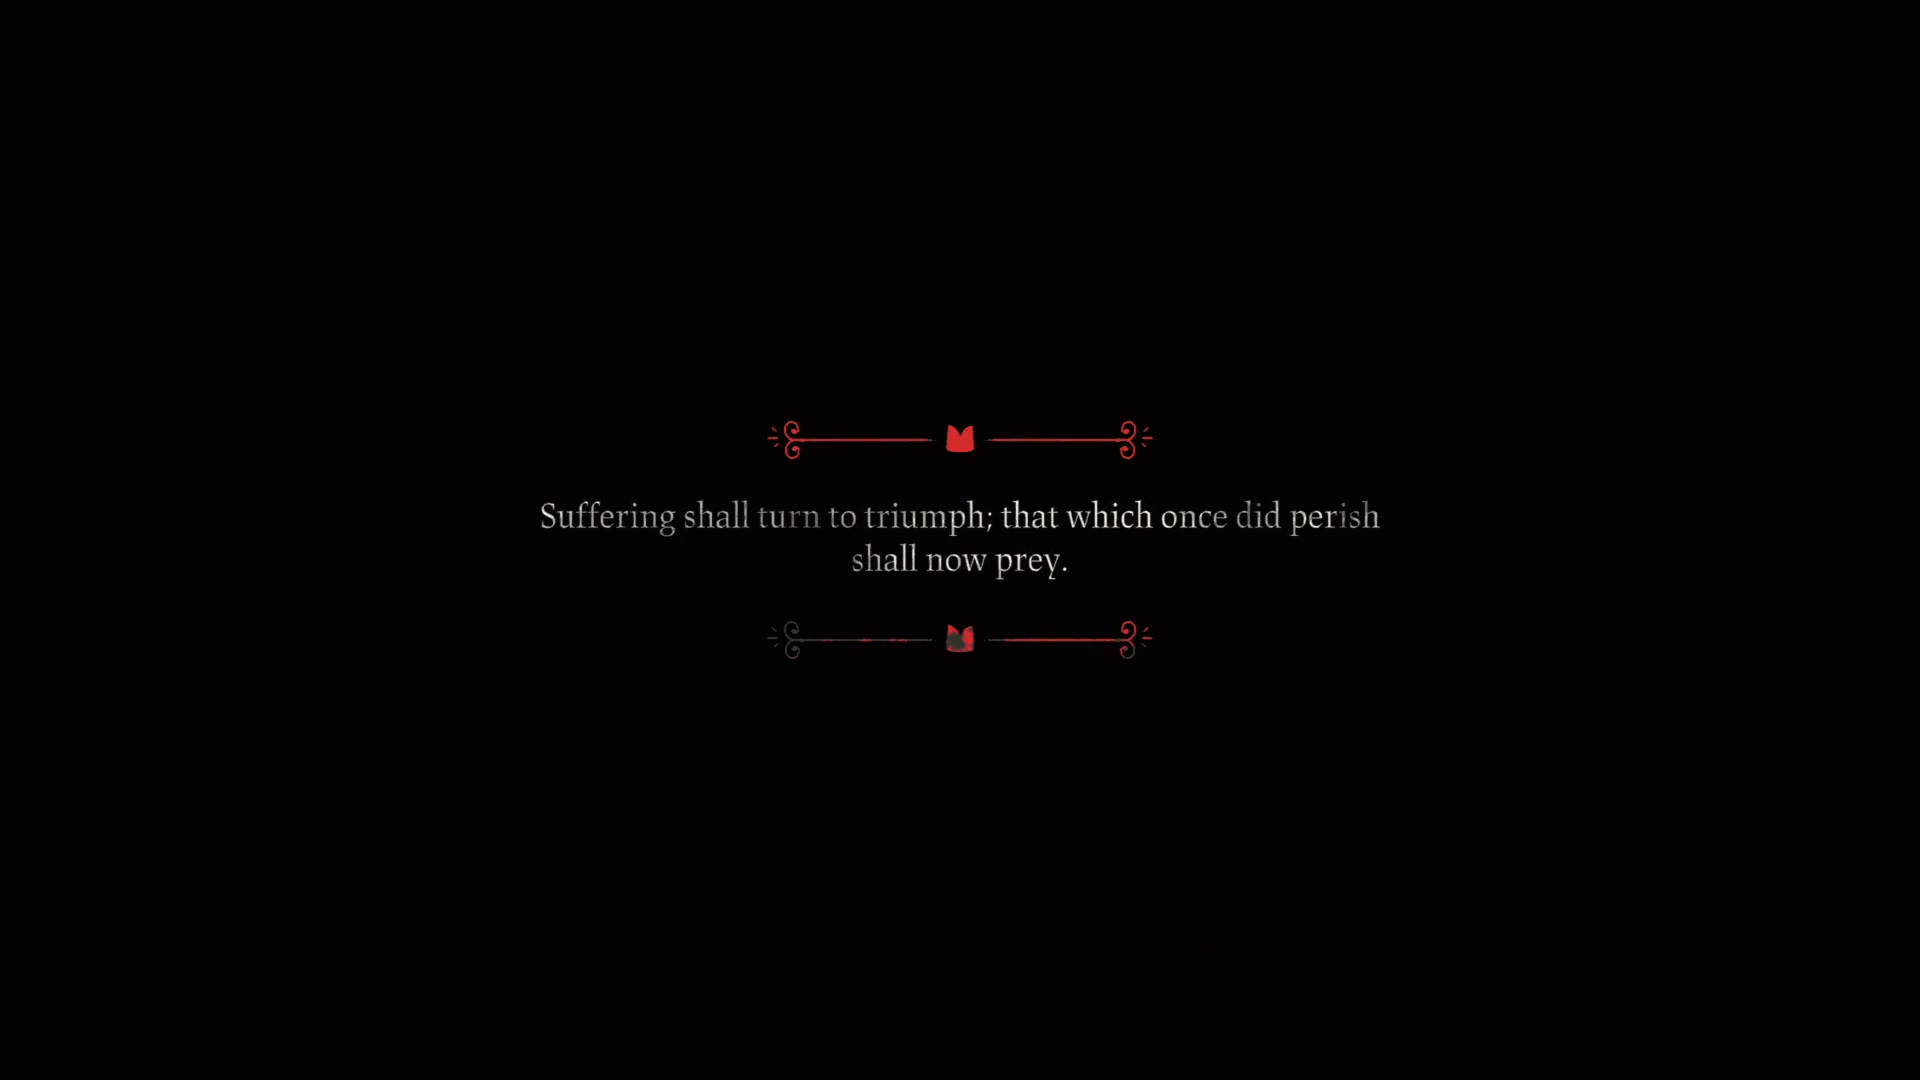 Suffering shall turn to triumph; that which once did perish
shall now prey.